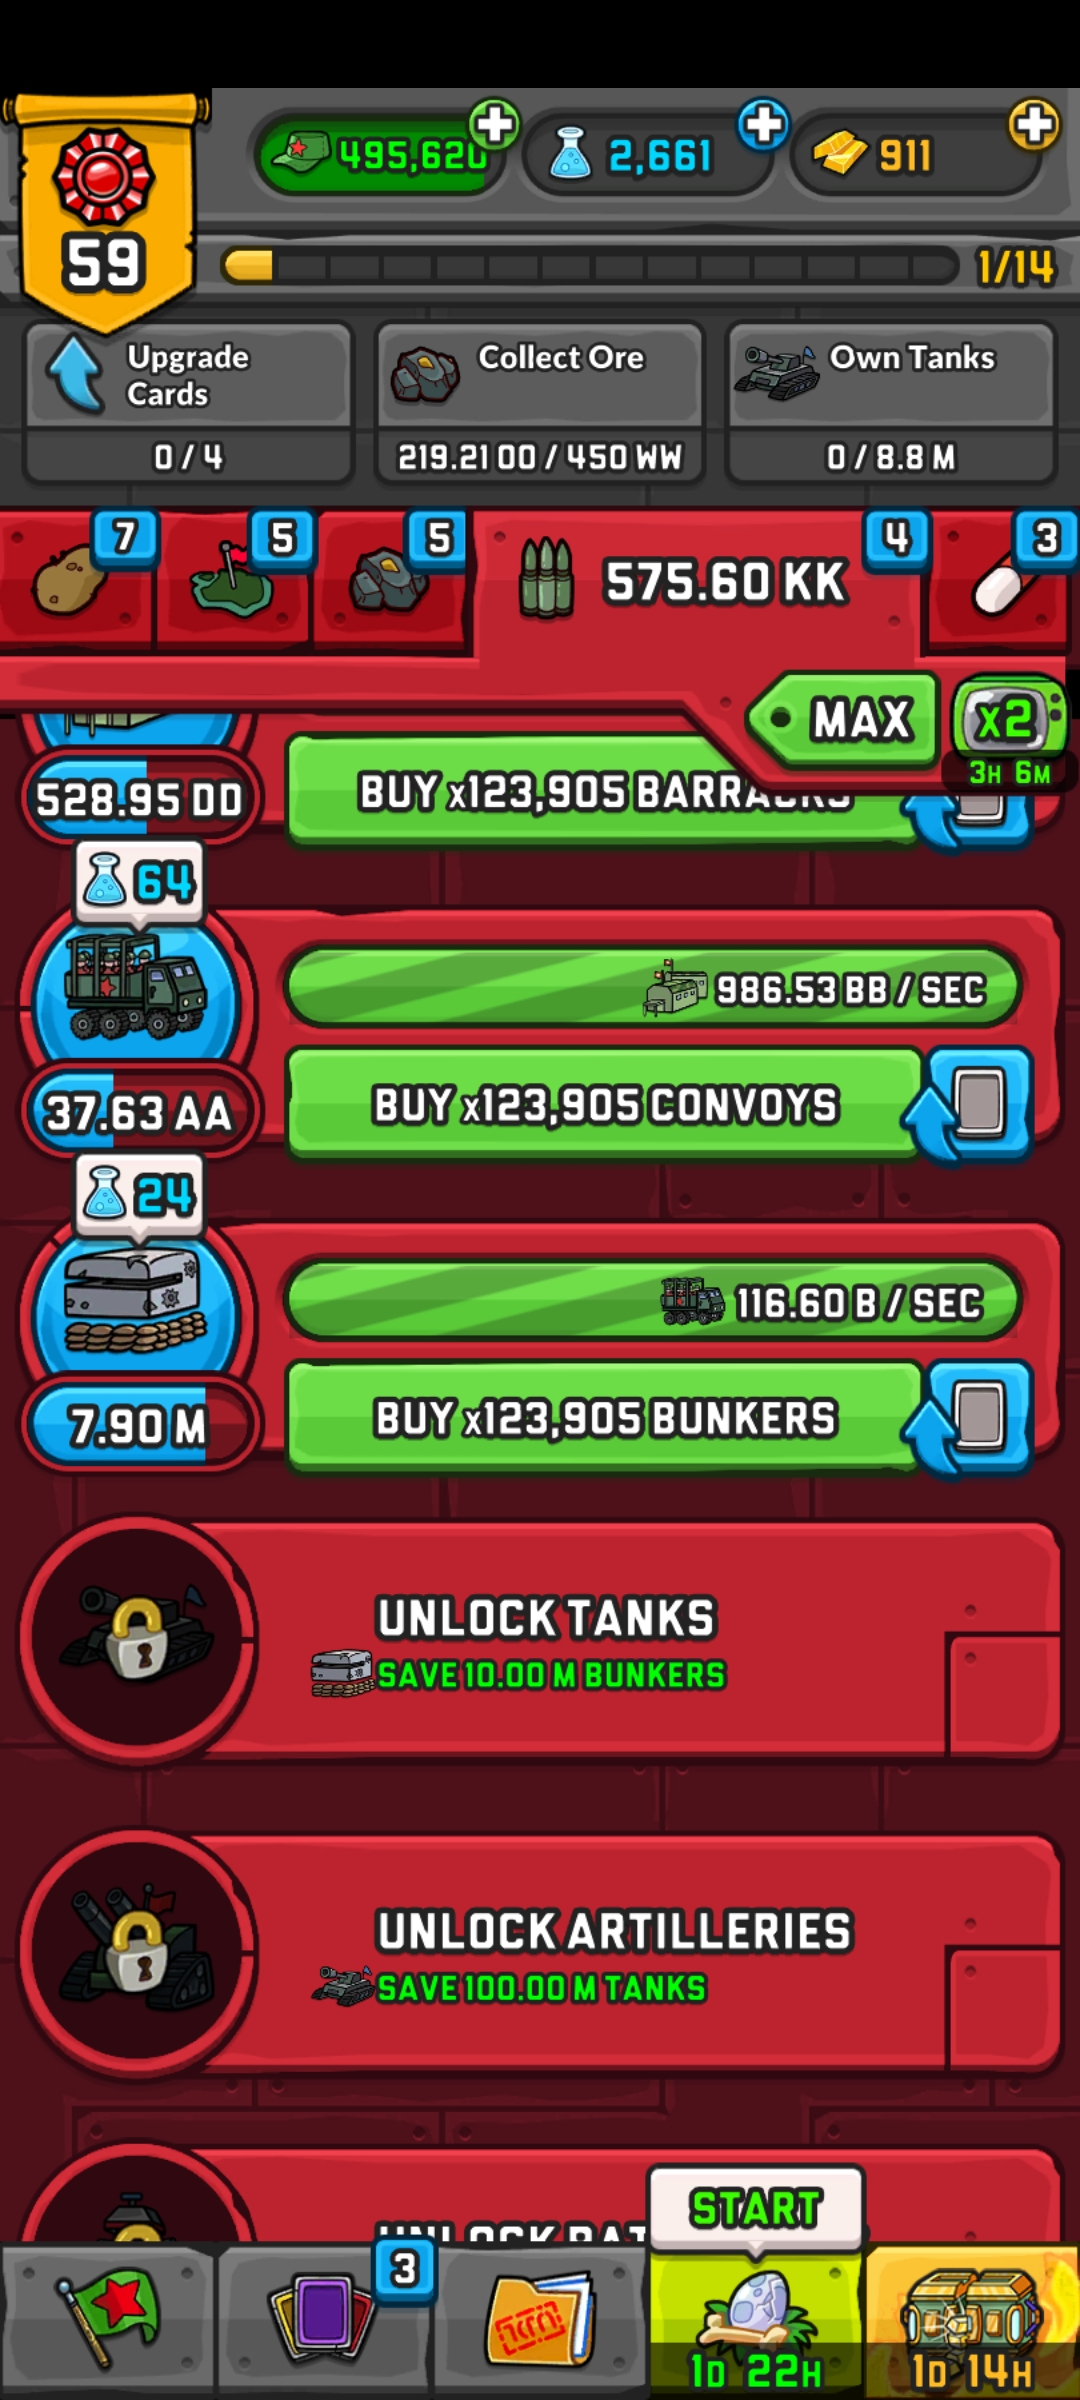 495,620
2,661
911
59
1/14
Upgrade
Cards
0 / 4
Collect Ore
219.21 OO / 450 WW
Own Tanks
0 / 8.8 M
7
5
5
575.60 KK
4
3
MAX
x2
3H 6M
528.95 DD
BUY x123,905 BARRACKS
64
986.53 BB / SEC
37.63 AA
BUY x123,905 CONVOYS
24
116.60 B / SEC
7.90 M
BUY x123,905 BUNKERS
UNLOCK TANKS
SAVE 10.00 M BUNKERS
UNLOCK ARTILLERIES
SAVE 100.00 M TANKS
UNLOCK
START
3
1D 22H
1D 14H